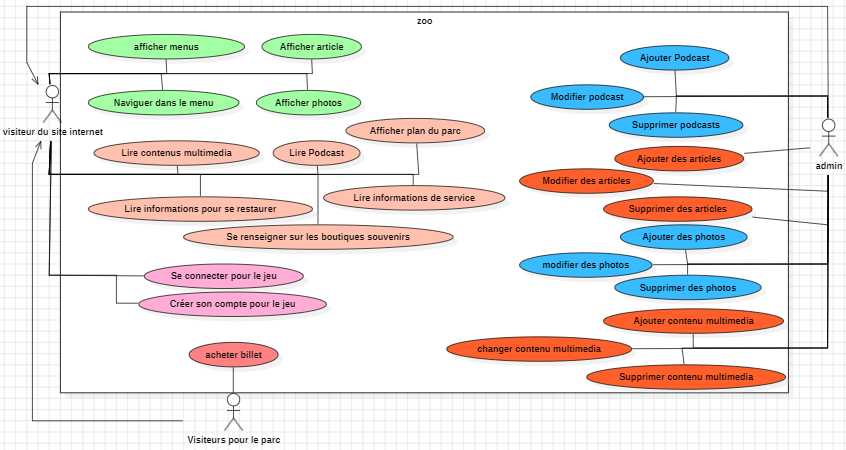 zoo
afficher menus
Afficher article
Naviguer dans le menu
Afficher photos
visiteur du site internet
Afficher plan du parc
Lire contenus multimedia
Lire Podcast
Lire informations de service
Lire informations pour se restaurer
Se renseigner sur les boutiques souvenirs
Se connecter pour le jeu
Créer son compte pour le jeu
acheter billet
Visiteurs pour le parc
Ajouter Podcast
Modifier podcast
Supprimer podcasts
Ajouter des articles
admin
Modifier des articles
Supprimer des articles
Ajouter des photos
modifier des photos
Supprimer des photos
Ajouter contenu multimedia
changer contenu multimedia
Supprimer contenu multimedia